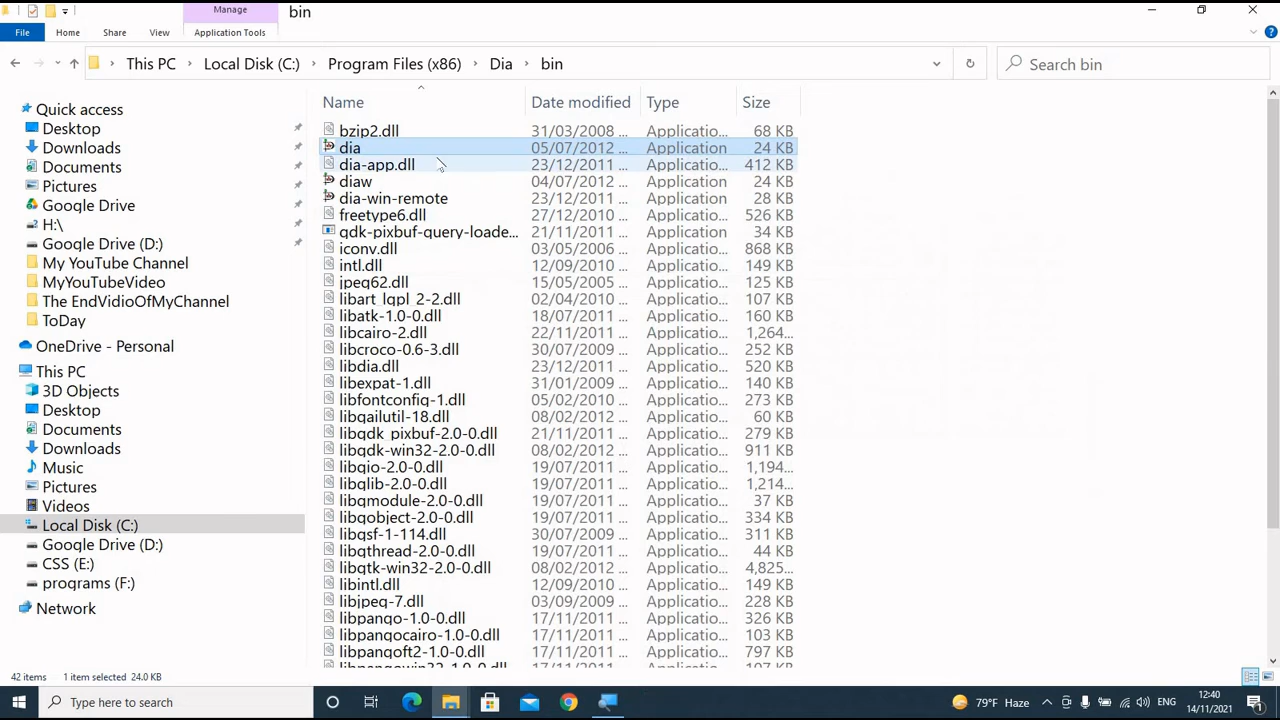 Manage
bin
File
Home
Share
View
Application Tools
This PC
Local Disk (C:)
Program Files (x86)
Dia
bin
Search bin
Quick access
Desktop
Downloads
Documents
Pictures
Google Drive
H:\
Google Drive (D:)
My YouTube Channel
MyYouTubeVideo
The EndVidioOfMyChannel
ToDay
OneDrive - Personal
This PC
3D Objects
Desktop
Documents
Downloads
Music
Pictures
Videos
Local Disk (C:)
Google Drive (D:)
CSS (E:)
programs (F:)
Network
Name Date modified Type Size
bzip2.dll 31/03/2008 ... Applicatio... 68 KB
dia 05/07/2012 ... Application 24 KB
dia-app.dll 23/12/2011 ... Applicatio... 412 KB
diaw 04/07/2012 ... Application 24 KB
dia-win-remote 23/12/2011 ... Application 28 KB
freetype6.dll 27/12/2010 ... Applicatio... 526 KB
gdk-pixbuf-query-loade... 21/11/2011 ... Application 34 KB
iconv.dll 03/05/2006 ... Applicatio... 868 KB
intl.dll 12/09/2010 ... Applicatio... 149 KB
jpeg62.dll 15/05/2005 ... Applicatio... 125 KB
libart_lgpl_2-2.dll 02/04/2010 ... Applicatio... 107 KB
libatk-1.0-0.dll 18/07/2011 ... Applicatio... 160 KB
libcairo-2.dll 22/11/2011 ... Applicatio... 1,264...
libcroco-0.6-3.dll 30/07/2009 ... Applicatio... 252 KB
libdia.dll 23/12/2011 ... Applicatio... 520 KB
libexpat-1.dll 31/01/2009 ... Applicatio... 140 KB
libfontconfig-1.dll 05/02/2010 ... Applicatio... 273 KB
libgailutil-18.dll 08/02/2012 ... Applicatio... 60 KB
libgdk_pixbuf-2.0-0.dll 21/11/2011 ... Applicatio... 279 KB
libgdk-win32-2.0-0.dll 08/02/2012 ... Applicatio... 911 KB
libgio-2.0-0.dll 19/07/2011 ... Applicatio... 1,194...
libglib-2.0-0.dll 19/07/2011 ... Applicatio... 1,214...
libgmodule-2.0-0.dll 19/07/2011 ... Applicatio... 37 KB
libgobject-2.0-0.dll 19/07/2011 ... Applicatio... 334 KB
libgsf-1-114.dll 30/07/2009 ... Applicatio... 311 KB
libgthread-2.0-0.dll 19/07/2011 ... Applicatio... 44 KB
libgtk-win32-2.0-0.dll 08/02/2012 ... Applicatio... 4,825...
libintl.dll 12/09/2010 ... Applicatio... 149 KB
libjpeg-7.dll 03/09/2009 ... Applicatio... 228 KB
libpango-1.0-0.dll 17/11/2011 ... Applicatio... 326 KB
libpangocairo-1.0-0.dll 17/11/2011 ... Applicatio... 103 KB
libpangoft2-1.0-0.dll 17/11/2011 ... Applicatio... 797 KB
libpangowin32-1.0-0.dll 17/11/2011 ... Applicatio... 107 KB
42 items 1 item selected 24.0 KB
Type here to search
79°F Haze
ENG
12:40
14/11/2021